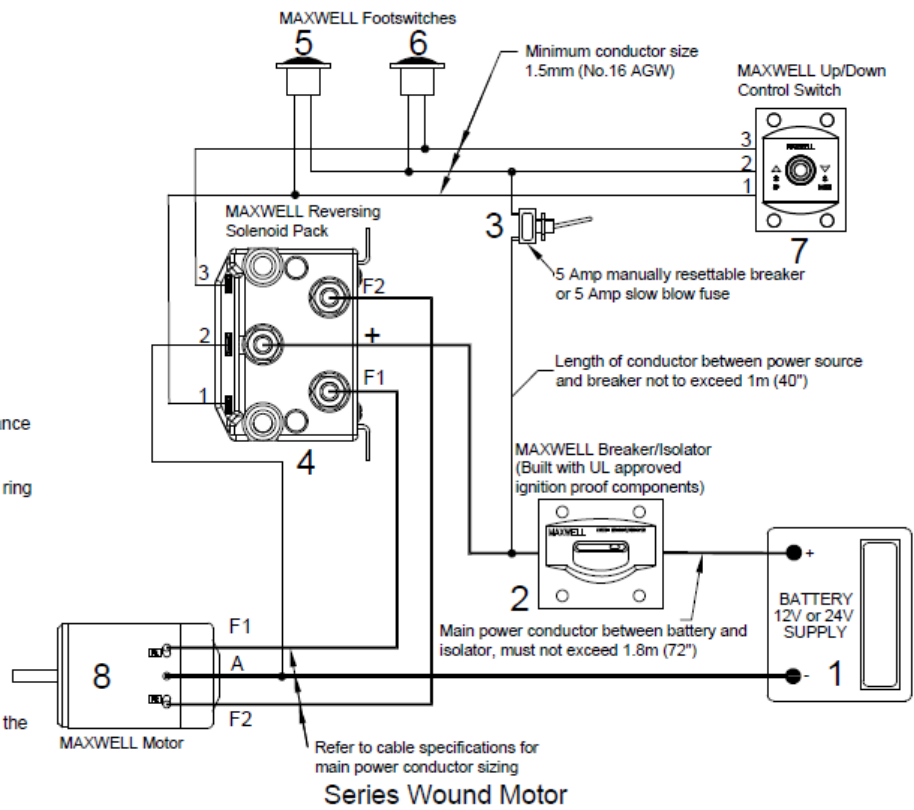 MAXWELL Footswitches
5
6
Minimum conductor size
1.5mm (No.16 AGW)
MAXWELL Up/Down
Control Switch
3
2
1
MAXWELL
7
MAXWELL Reversing
Solenoid Pack
3
5 Amp manually resettable breaker
or 5 Amp slow blow fuse
3
2
1
F2
+
F1
4
Length of conductor between power source
and breaker not to exceed 1m (40")
ance
ring
MAXWELL Breaker/Isolator
(Built with UL approved
ignition proof components)
MAXWELL
2
Main power conductor between battery and
isolator, must not exceed 1.8m (72")
+
BATTERY
12V or 24V
SUPPLY
-
1
F1
A
F2
8
the
MAXWELL Motor
Refer to cable specifications for
main power conductor sizing
Series Wound Motor